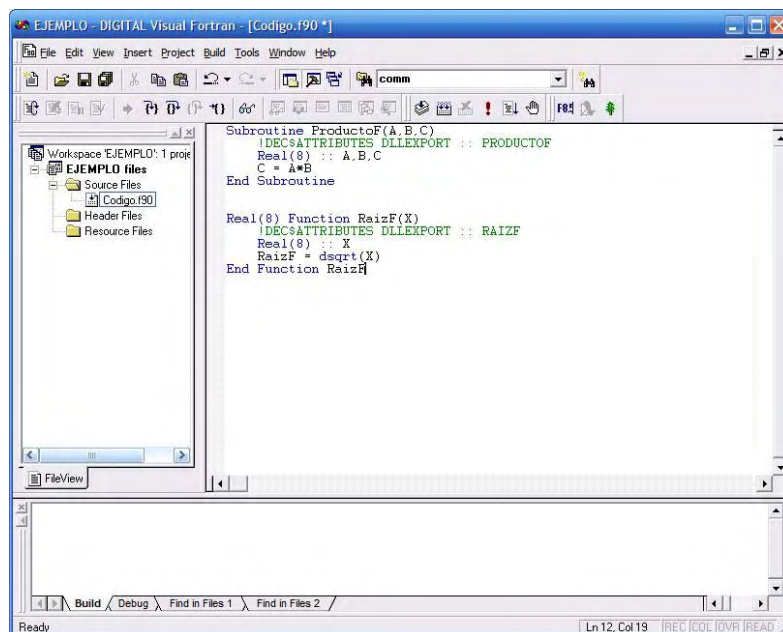 EJEMPLO - DIGITAL Visual Fortran - [Codigo.f90 *]
File Edit View Insert Project Build Tools Window Help
comm
Workspace 'EJEMPLO': 1 proje
EJEMPLO files
Source Files
Codigo.f90
Header Files
Resource Files
FileView
Subroutine ProductoF(A,B,C)
!DEC$ATTRIBUTES DLLEXPORT :: PRODUCTOF
Real(8) :: A,B,C
C = A*B
End Subroutine
Real(8) Function RaizF(X)
!DEC$ATTRIBUTES DLLEXPORT :: RAIZF
Real(8) :: X
RaizF = dsqrt(X)
End Function RaizF
Build Debug Find in Files 1 Find in Files 2
Ready
Ln 12, Col 19 REC COL OVR READ